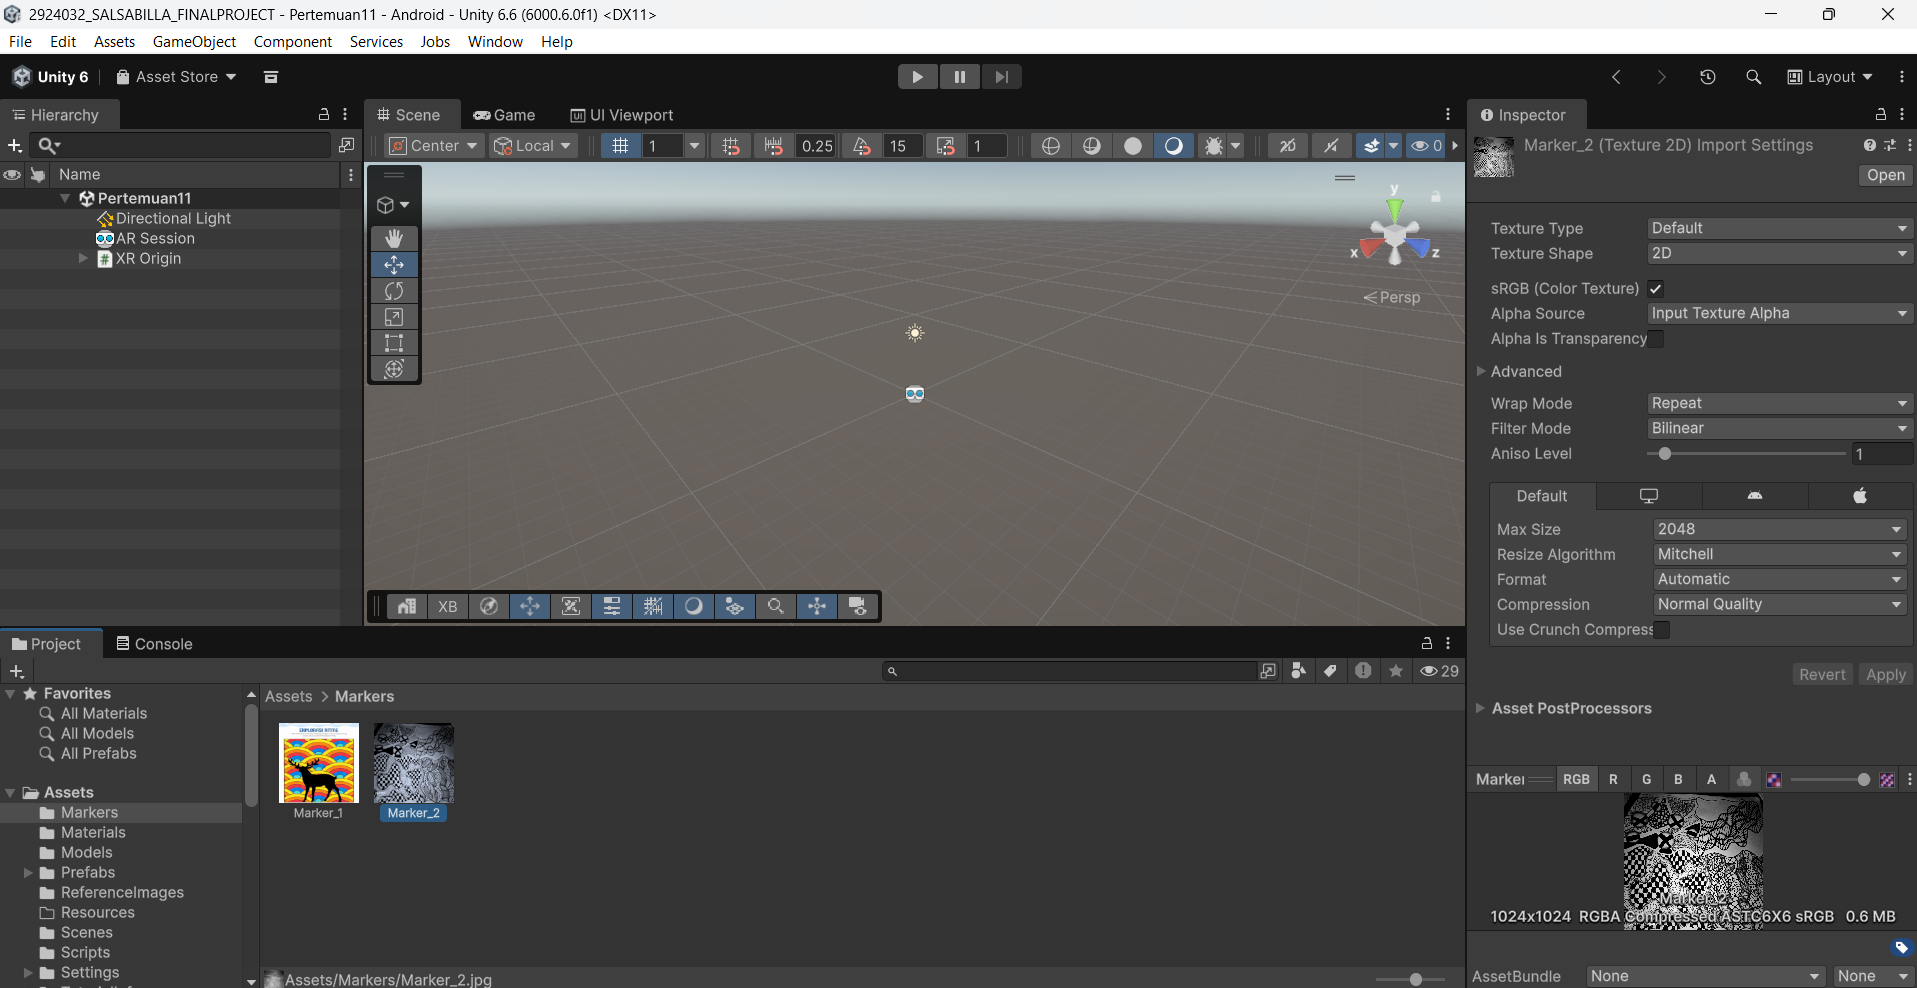 2924032_SALSABILLA_FINALPROJECT - Pertemuan11 - Android - Unity 6.6 (6000.6.0f1) <DX11>
File Edit Assets GameObject Component Services Jobs Window Help
Unity 6 Asset Store Layout
Hierarchy
Name
Pertemuan11
Directional Light
AR Session
XR Origin
Scene Game UI Viewport
Center Local 1 0.25 15 1 2D 0
y
x z
Persp
XB
Inspector
Marker_2 (Texture 2D) Import Settings
Open
Texture Type Default
Texture Shape 2D
sRGB (Color Texture)
Alpha Source Input Texture Alpha
Alpha Is Transparency
Advanced
Wrap Mode Repeat
Filter Mode Bilinear
Aniso Level 1
Default
Max Size 2048
Resize Algorithm Mitchell
Format Automatic
Compression Normal Quality
Use Crunch Compress
Revert Apply
Asset PostProcessors
Marker RGB R G B A
Marker_2
1024x1024 RGBA Compressed ASTC6X6 sRGB 0.6 MB
AssetBundle None None
Project Console
29
Favorites
All Materials
All Models
All Prefabs
Assets
Markers
Materials
Models
Prefabs
ReferenceImages
Resources
Scenes
Scripts
Settings
Assets > Markers
EKSPLORASI RITME
Marker_1 Marker_2
Assets/Markers/Marker_2.jpg